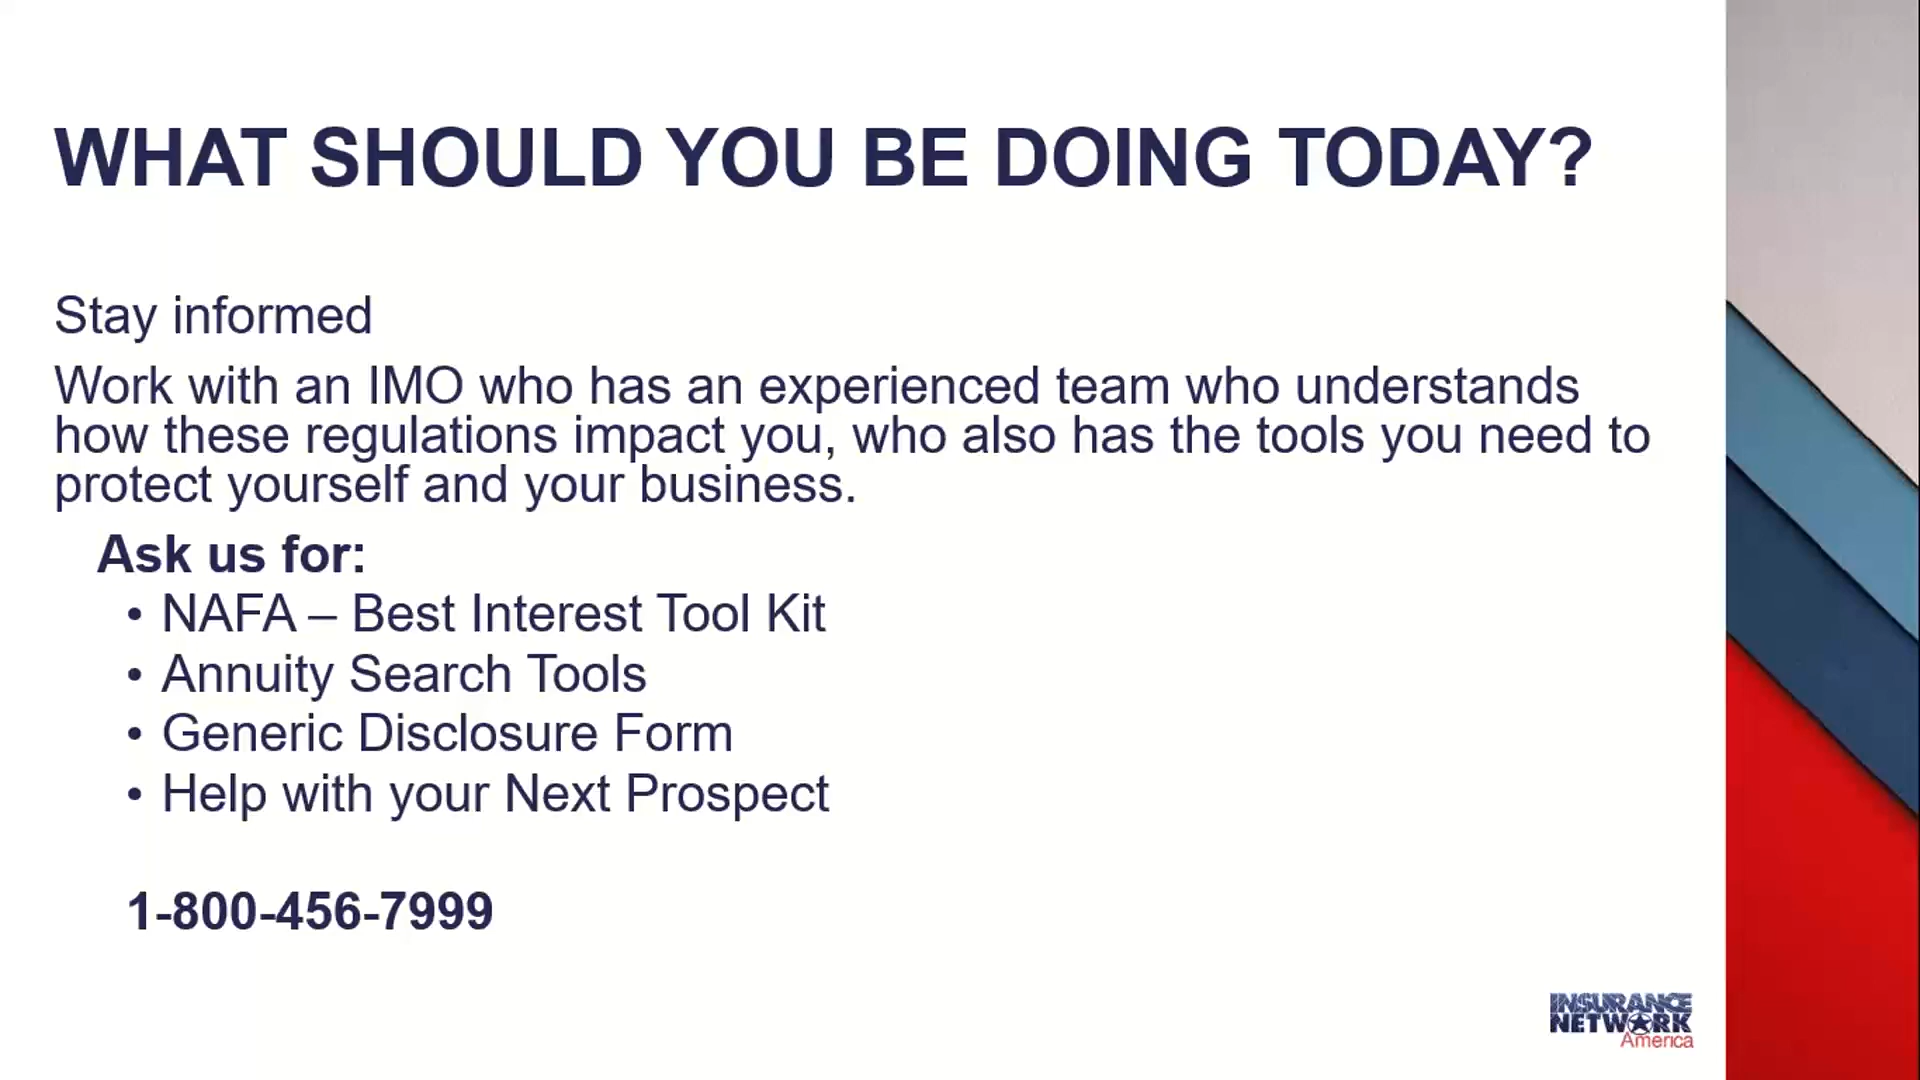 WHAT SHOULD YOU BE DOING TODAY?
Stay informed
Work with an IMO who has an experienced team who understands
how these regulations impact you, who also has the tools you need to
protect yourself and your business.
Ask us for:
• NAFA – Best Interest Tool Kit
• Annuity Search Tools
• Generic Disclosure Form
• Help with your Next Prospect
1-800-456-7999
INSURANCE
NETWORK
America